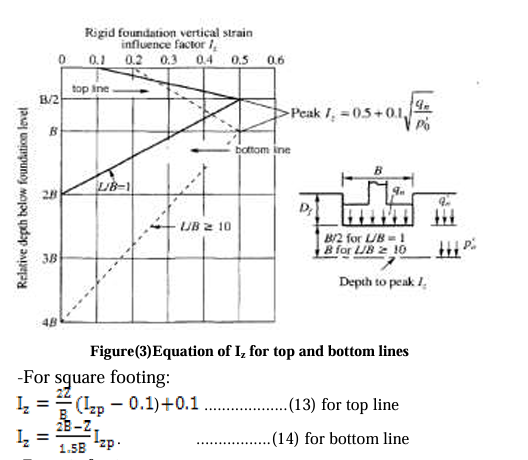 Rigid foundation vertical strain
influence factor I_z
0 0.1 0.2 0.3 0.4 0.5 0.6
top line
B/2
Peak I_z = 0.5 + 0.1 √(q_n / p'_o)
B
bottom line
L/B=1
2B
L/B ≥ 10
3B
4B
Relative depth below foundation level
B
q_n
D_f
q_n
B/2 for L/B = 1
B for L/B ≥ 10
p'_o
Depth to peak I_z
Figure(3)Equation of I_z for top and bottom lines
-For square footing:
I_z = 2Z/B (I_zp − 0.1)+0.1 ...................(13) for top line
I_z = 2B−Z/1.5B I_zp. .................(14) for bottom line